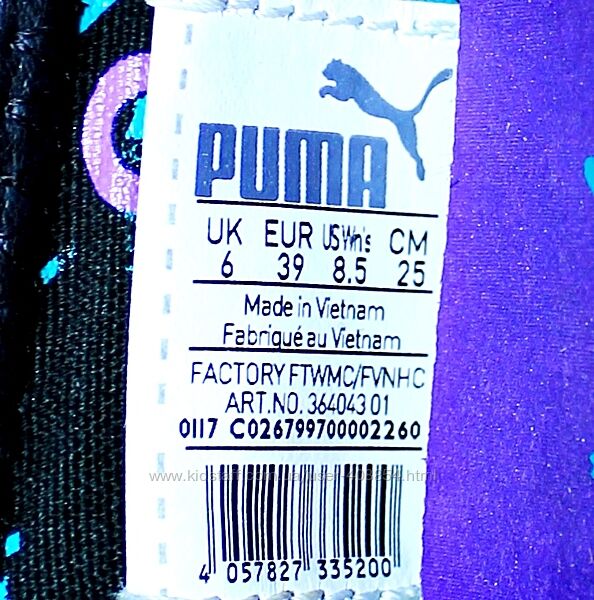 PUMA
UK EUR US Wn's CM
6 39 8.5 25
Made in Vietnam
Fabriqué au Vietnam
FACTORY FTWMC/FVNHC
ART.NO. 364043 01
0117 C026799700002260
4 057827 335200